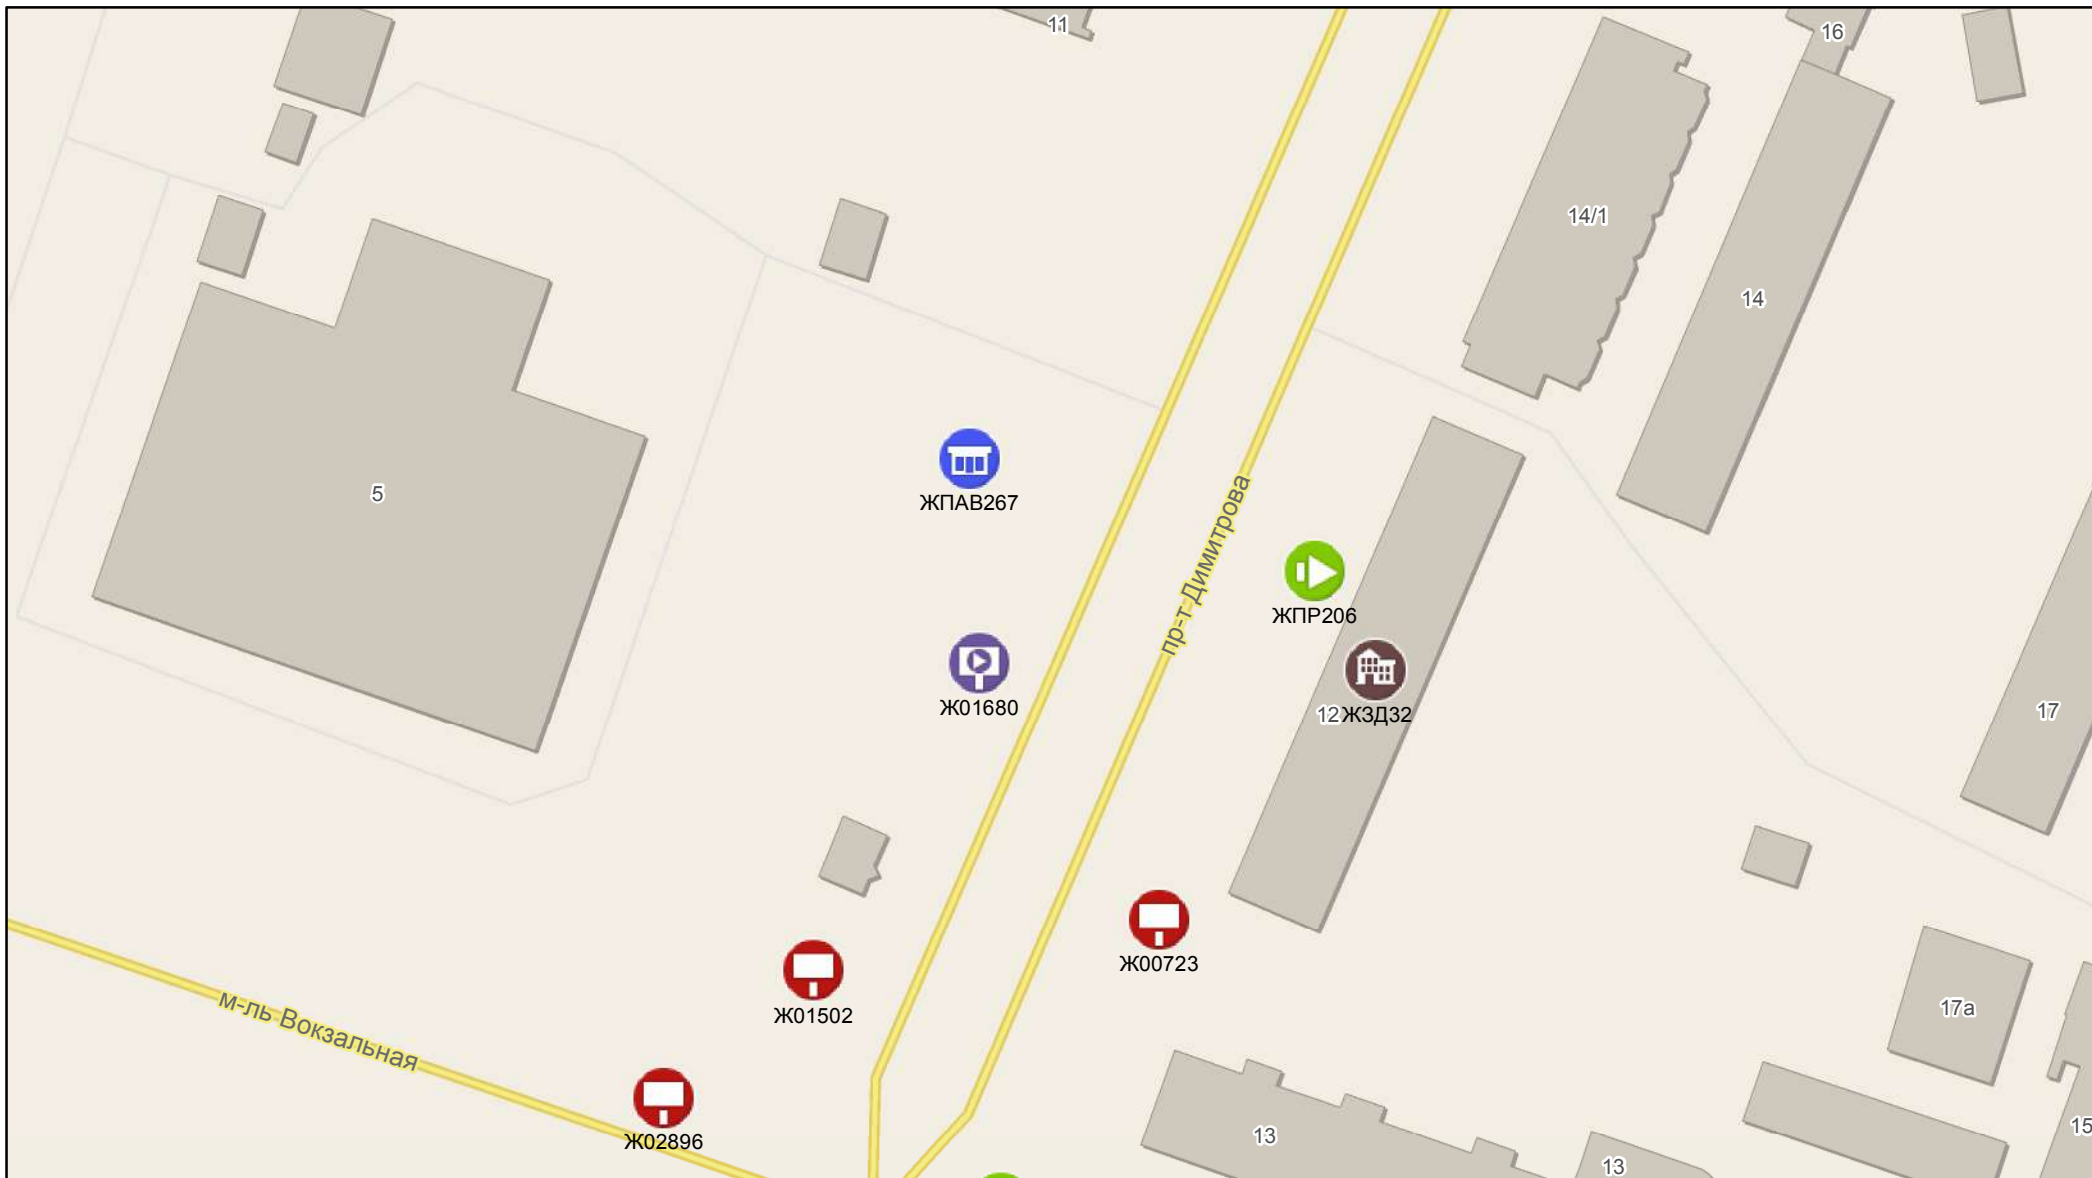 11
16
14/1
14
5
ЖПАВ267
пр-т Димитрова
ЖПР206
Ж01680
12
ЖЗД32
17
Ж00723
Ж01502
м-ль Вокзальная
17а
Ж02896
13
13
15